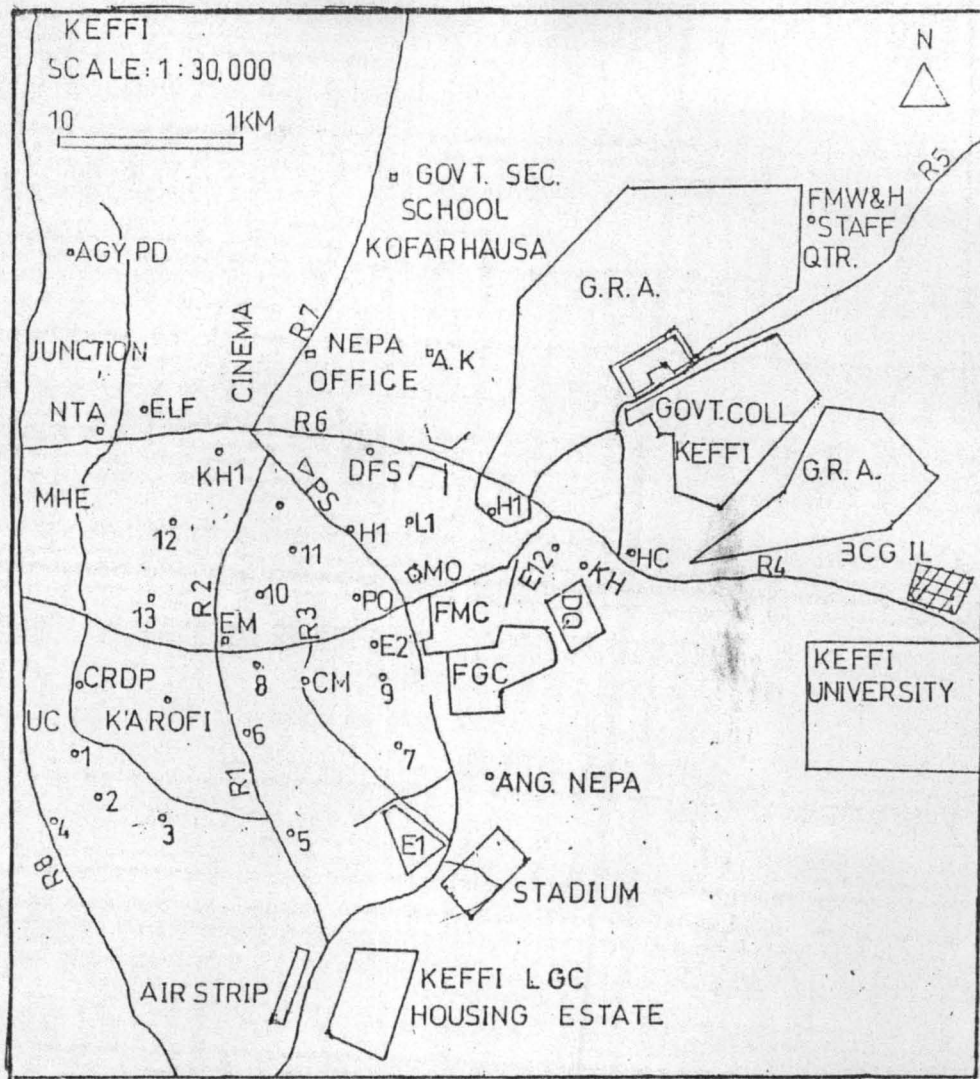 KEFFI
SCALE: 1:30,000
10 1KM
N
R5
GOVT. SEC.
SCHOOL
KOFARHAUSA
FMW&H
STAFF
QTR.
AGY, PD
G.R.A.
R7
CINEMA
JUNCTION
NEPA
OFFICE
A.K
NTA
ELF
R6
GOVT.COLL
KEFFI
G.R.A.
KH1
DFS
PS
MHE
H1
12
H1
L1
11
MO
E12
KH
HC
R4
3CG IL
13
R2
10
R3
PO
FMC
DQ
EM
E2
FGC
KEFFI
UNIVERSITY
CRDP
8
CM
9
UC
K'AROFI
6
1
7
R1
ANG. NEPA
2
4
3
5
E1
R8
STADIUM
AIR STRIP
KEFFI LGC
HOUSING ESTATE